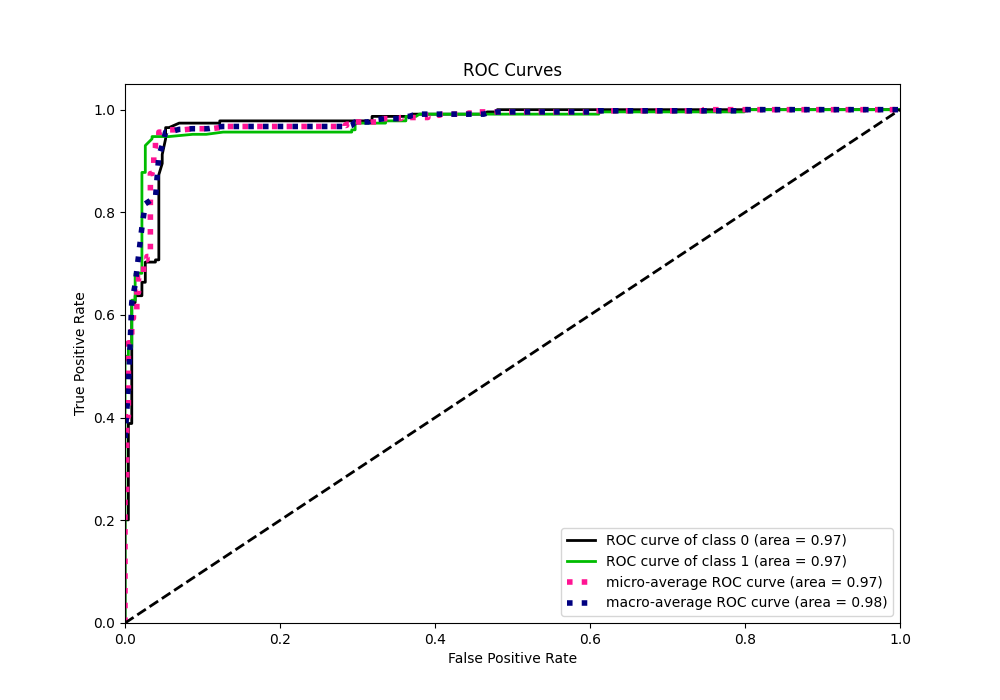 ROC Curves
True Positive Rate
1.0
0.8
0.6
0.4
0.2
0.0
0.0 0.2 0.4 0.6 0.8 1.0
False Positive Rate
ROC curve of class 0 (area = 0.97)
ROC curve of class 1 (area = 0.97)
micro-average ROC curve (area = 0.97)
macro-average ROC curve (area = 0.98)